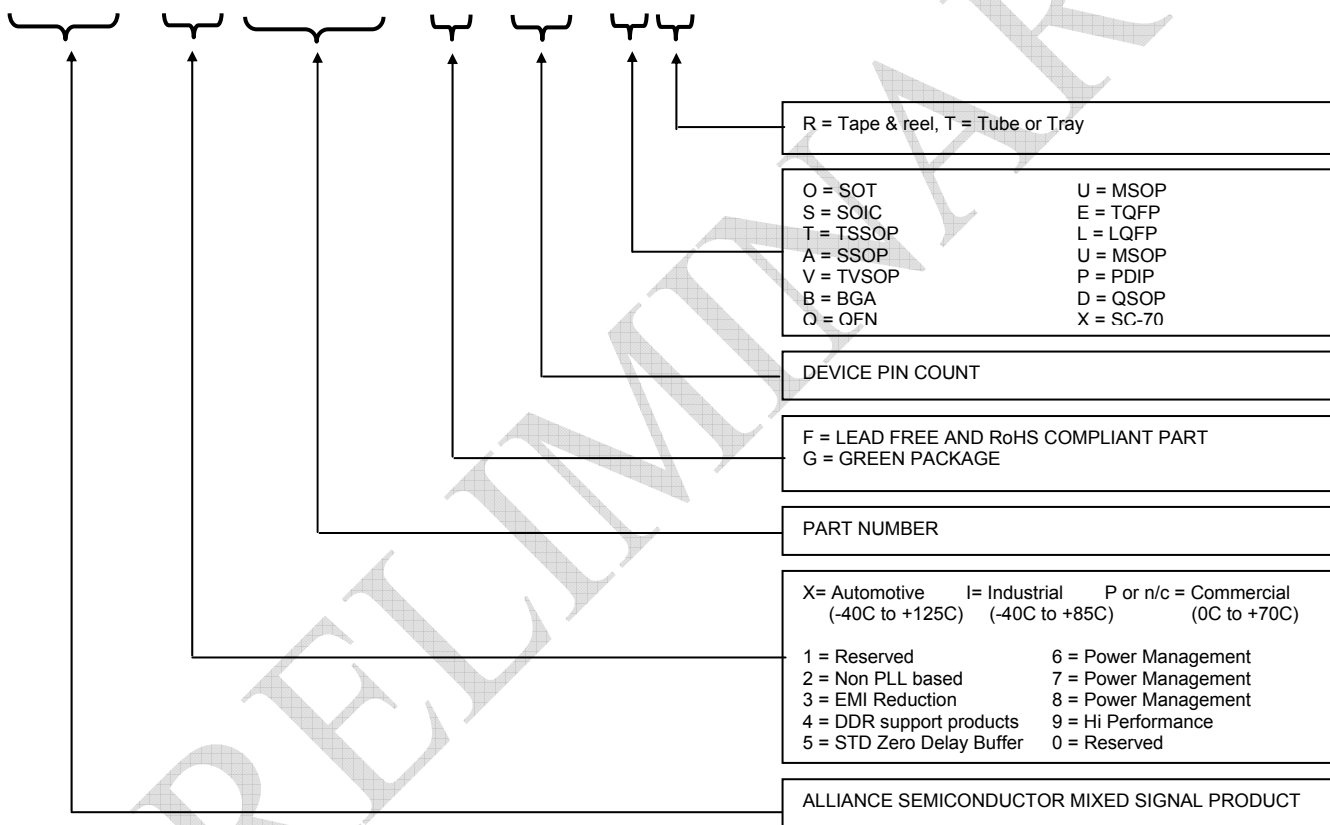 R = Tape & reel, T = Tube or Tray
O = SOT U = MSOP
S = SOIC E = TQFP
T = TSSOP L = LQFP
A = SSOP U = MSOP
V = TVSOP P = PDIP
B = BGA D = QSOP
Q = QFN X = SC-70
DEVICE PIN COUNT
F = LEAD FREE AND RoHS COMPLIANT PART
G = GREEN PACKAGE
PART NUMBER
X= Automotive I= Industrial P or n/c = Commercial
(-40C to +125C) (-40C to +85C) (0C to +70C)
1 = Reserved 6 = Power Management
2 = Non PLL based 7 = Power Management
3 = EMI Reduction 8 = Power Management
4 = DDR support products 9 = Hi Performance
5 = STD Zero Delay Buffer 0 = Reserved
ALLIANCE SEMICONDUCTOR MIXED SIGNAL PRODUCT
RELIMINAR